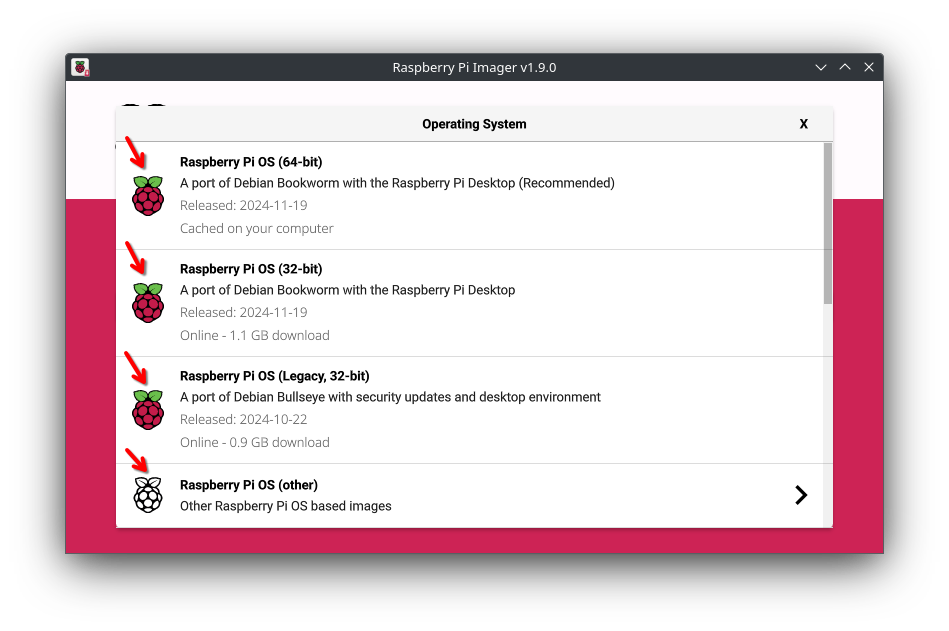 Raspberry Pi Imager v1.9.0
Operating System
X
Raspberry Pi OS (64-bit)
A port of Debian Bookworm with the Raspberry Pi Desktop (Recommended)
Released: 2024-11-19
Cached on your computer
Raspberry Pi OS (32-bit)
A port of Debian Bookworm with the Raspberry Pi Desktop
Released: 2024-11-19
Online - 1.1 GB download
Raspberry Pi OS (Legacy, 32-bit)
A port of Debian Bullseye with security updates and desktop environment
Released: 2024-10-22
Online - 0.9 GB download
Raspberry Pi OS (other)
Other Raspberry Pi OS based images